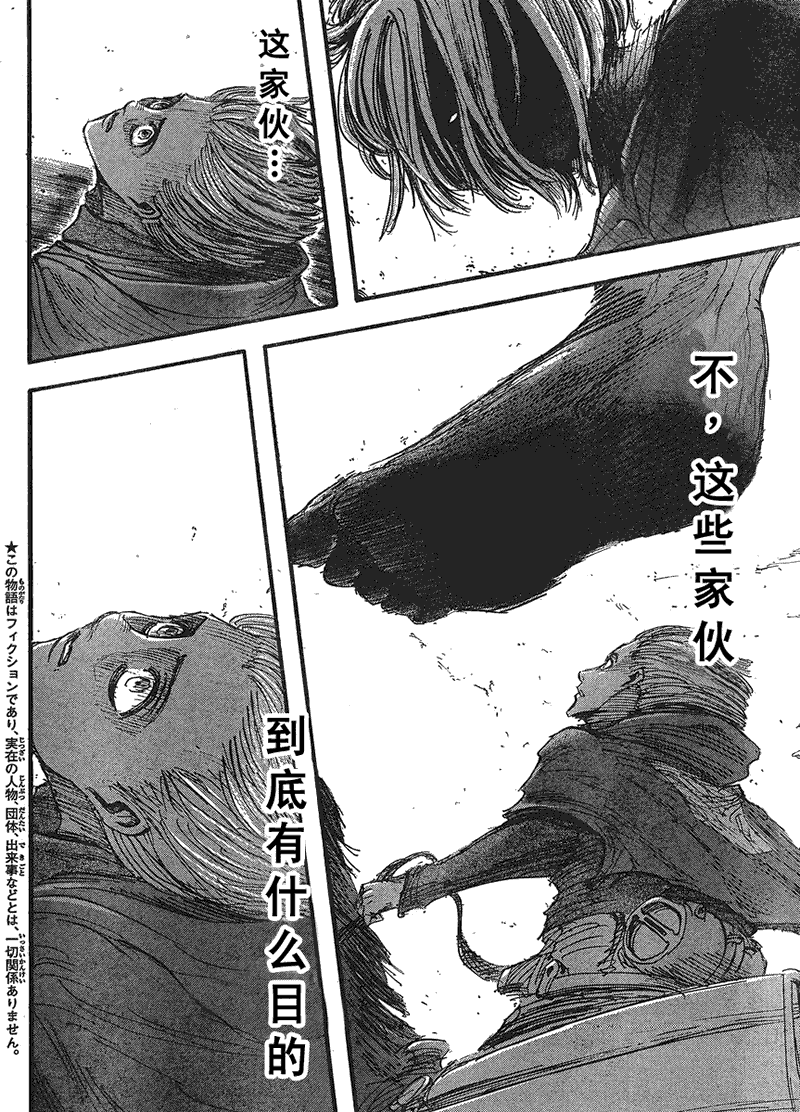 这家伙…
不，这些家伙
到底有什么目的
★この物語はフィクションであり、実在の人物、団体、出来事などとは、一切関係ありません。